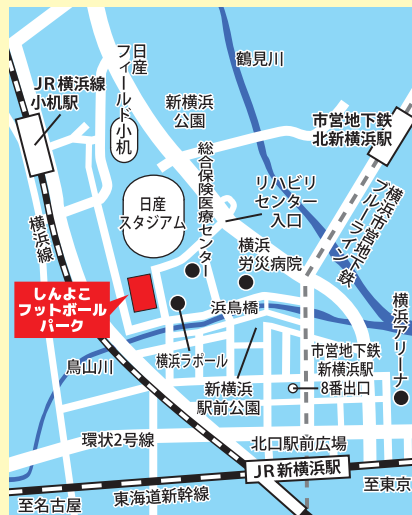 日産
フィールド小机
鶴見川
JR横浜線
小机駅
新横浜
公園
市営地下鉄
北新横浜駅
総合保険医療センター
リハビリ
センター
入口
横浜市営地下鉄
ブルーライン
日産
スタジアム
横浜線
横浜
労災病院
しんよこ
フットボール
パーク
浜鳥橋
横浜アリーナ
鳥山川
横浜ラポール
新横浜
駅前公園
市営地下鉄
新横浜駅
8番出口
環状2号線
北口駅前広場
JR新横浜駅
至名古屋
東海道新幹線
至東京